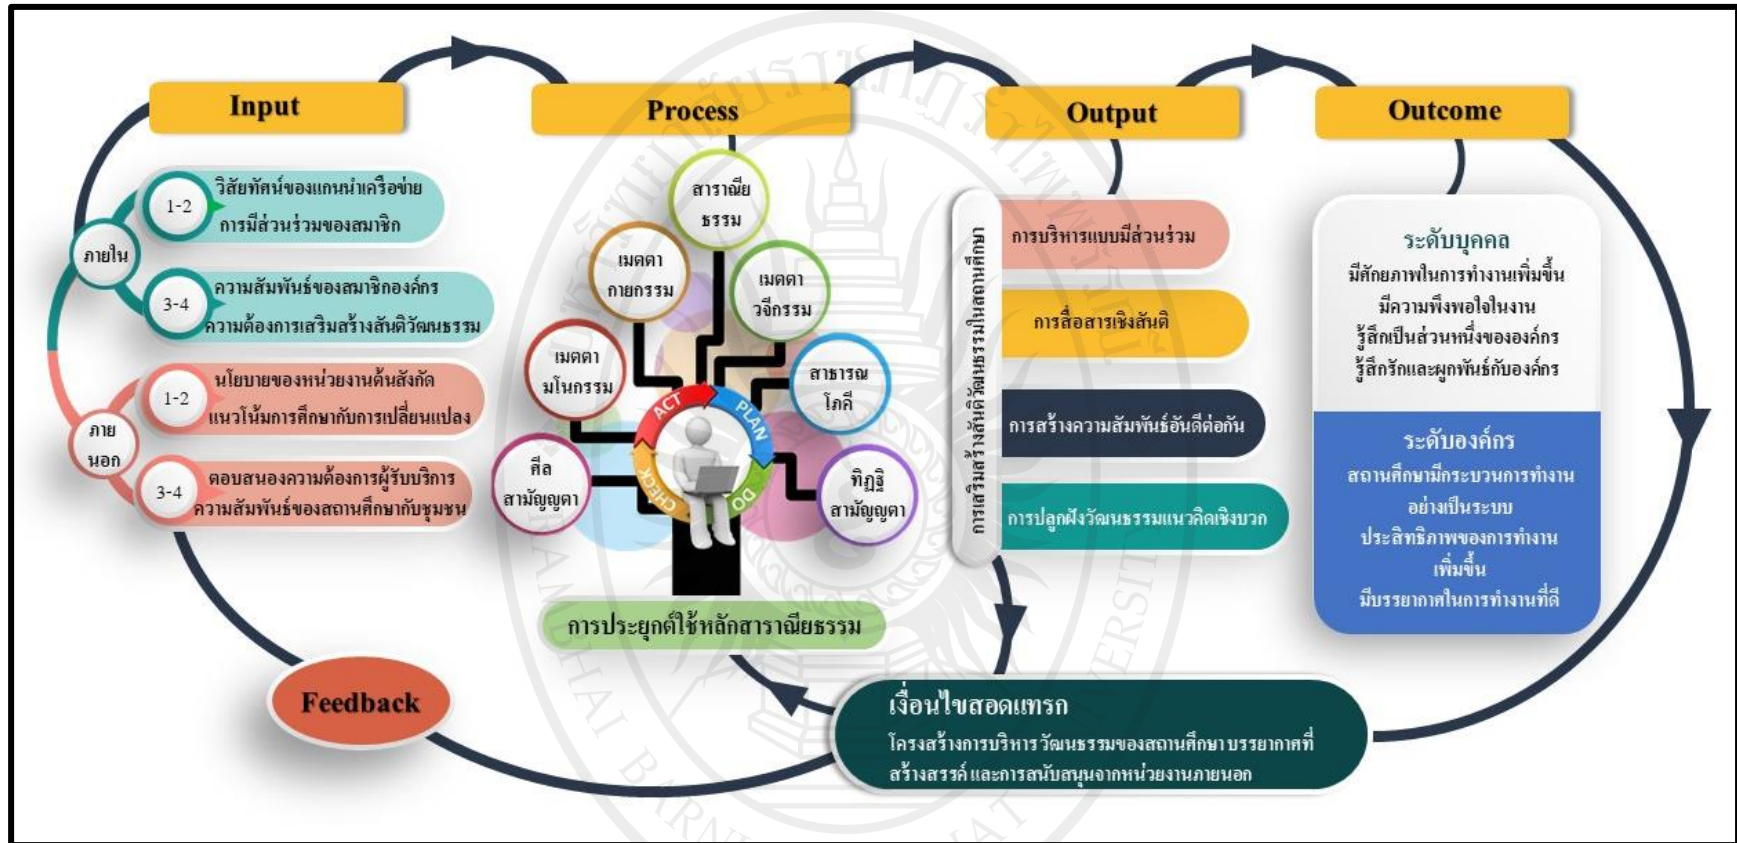 Input
Process
Output
Outcome
ภายใน
1-2
วิสัยทัศน์ของแกนนำเครือข่าย
การมีส่วนร่วมของสมาชิก
3-4
ความสัมพันธ์ของสมาชิกองค์กร
ความต้องการเสริมสร้างสันติวัฒนธรรม
ภาย
นอก
1-2
นโยบายของหน่วยงานต้นสังกัด
แนวโน้มการศึกษากับการเปลี่ยนแปลง
3-4
ตอบสนองความต้องการผู้รับบริการ
ความสัมพันธ์ของสถานศึกษากับชุมชน
สาราณีย
ธรรม
เมตตา
กายกรรม
เมตตา
วจีกรรม
เมตตา
มโนกรรม
สาธารณ
โภคี
ศีล
สามัญญตา
ทิฏฐิ
สามัญญตา
ACT
PLAN
DO
CHECK
การประยุกต์ใช้หลักสาราณียธรรม
การเสริมสร้างสันติวัฒนธรรมในสถานศึกษา
การบริหารแบบมีส่วนร่วม
การสื่อสารเชิงสันติ
การสร้างความสัมพันธ์อันดีต่อกัน
การปลูกฝังวัฒนธรรมแนวคิดเชิงบวก
ระดับบุคคล
มีศักยภาพในการทำงานเพิ่มขึ้น
มีความพึงพอใจในงาน
รู้สึกเป็นส่วนหนึ่งขององค์กร
รู้สึกรักและผูกพันธ์กับองค์กร
ระดับองค์กร
สถานศึกษามีกระบวนการทำงาน
อย่างเป็นระบบ
ประสิทธิภาพของการทำงาน
เพิ่มขึ้น
มีบรรยากาศในการทำงานที่ดี
Feedback
เงื่อนไขสอดแทรก
โครงสร้างการบริหาร วัฒนธรรมของสถานศึกษา บรรยากาศที่
สร้างสรรค์ และการสนับสนุนจากหน่วยงานภายนอก